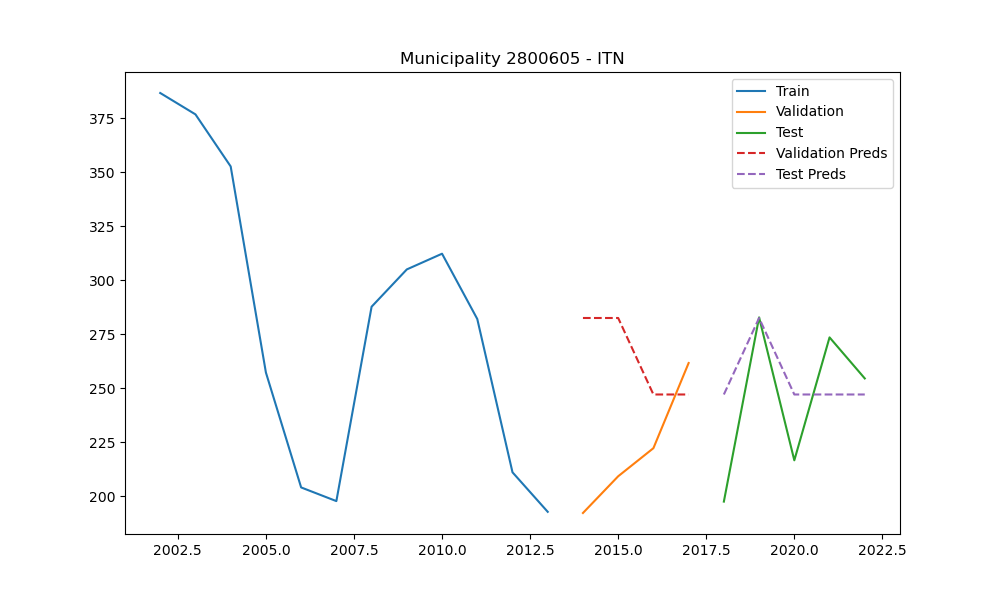 Municipality 2800605 - ITN
Train
Validation
Test
Validation Preds
Test Preds
375
350
325
300
275
250
225
200
2002.5 2005.0 2007.5 2010.0 2012.5 2015.0 2017.5 2020.0 2022.5